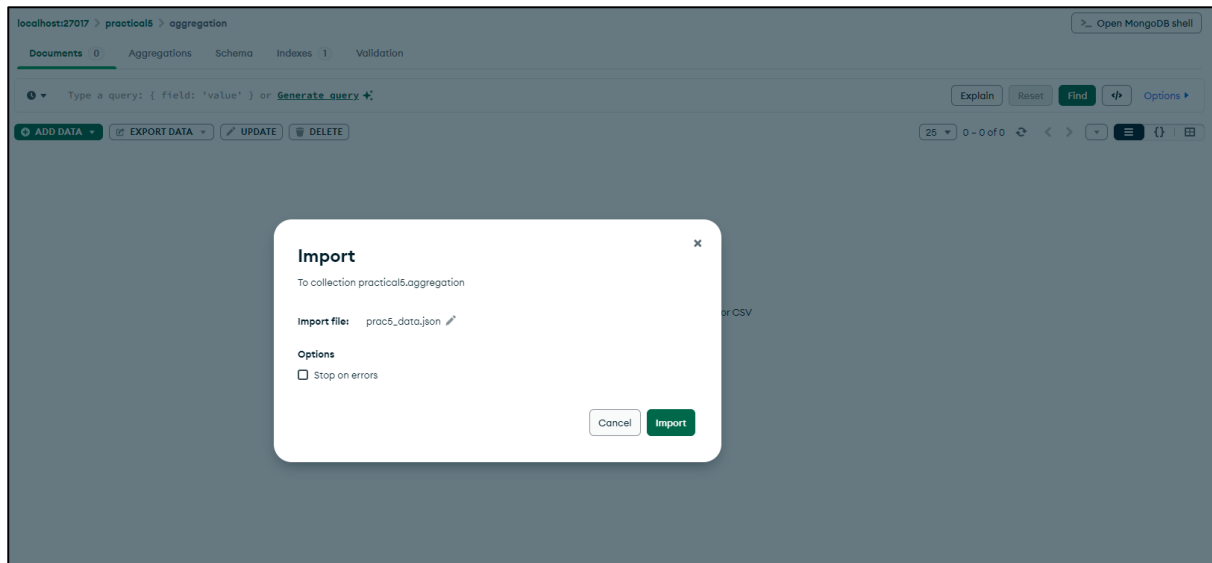 localhost:27017 > practical5 > aggregation >_ Open MongoDB shell
Documents 0 Aggregations Schema Indexes 1 Validation
Type a query: { field: 'value' } or Generate query Explain Reset Find </> Options
ADD DATA EXPORT DATA UPDATE DELETE 25 0 – 0 of 0 {}
Import
To collection practical5.aggregation
or CSV
Import file: prac5_data.json
Options
Stop on errors
Cancel Import